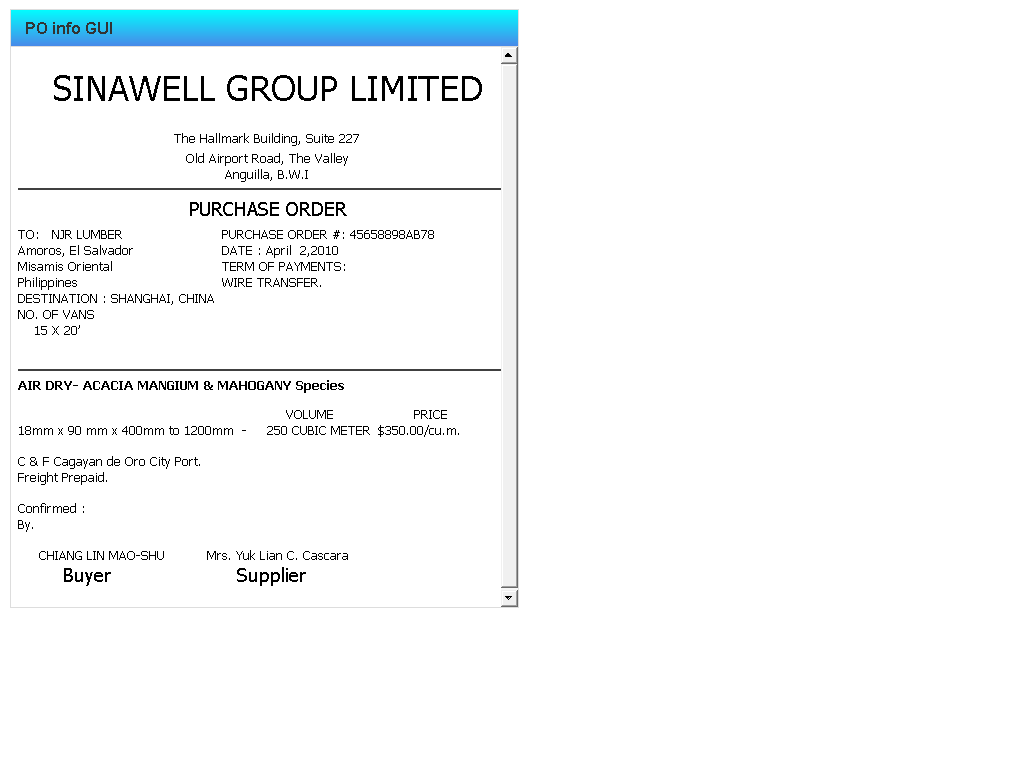 PO info GUI
SINAWELL GROUP LIMITED
The Hallmark Building, Suite 227
Old Airport Road, The Valley
Anguilla, B.W.I
PURCHASE ORDER
TO: NJR LUMBER PURCHASE ORDER #: 45658898AB78
Amoros, El Salvador DATE : April 2,2010
Misamis Oriental TERM OF PAYMENTS:
Philippines WIRE TRANSFER.
DESTINATION : SHANGHAI, CHINA
NO. OF VANS
15 X 20'
AIR DRY- ACACIA MANGIUM & MAHOGANY Species
VOLUME PRICE
18mm x 90 mm x 400mm to 1200mm - 250 CUBIC METER $350.00/cu.m.
C & F Cagayan de Oro City Port.
Freight Prepaid.
Confirmed :
By.
CHIANG LIN MAO-SHU Mrs. Yuk Lian C. Cascara
Buyer Supplier